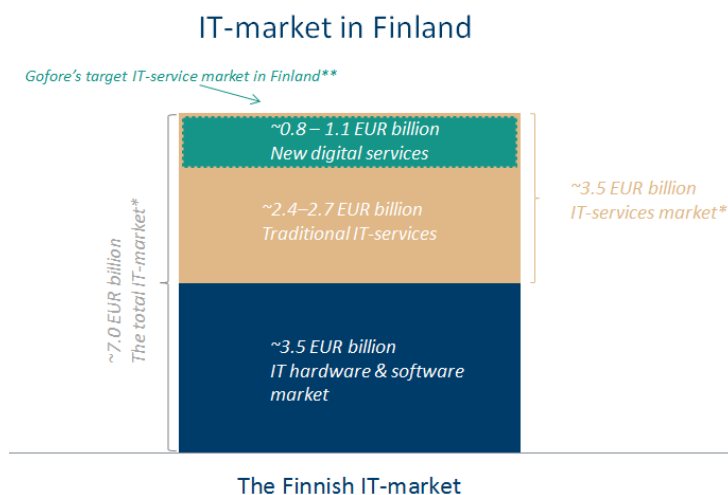 IT-market in Finland
Gofore's target IT-service market in Finland**
~0.8 – 1.1 EUR billion
New digital services
~2.4–2.7 EUR billion
Traditional IT-services
~3.5 EUR billion
IT-services market*
~7.0 EUR billion
The total IT-market*
~3.5 EUR billion
IT hardware & software
market
The Finnish IT-market